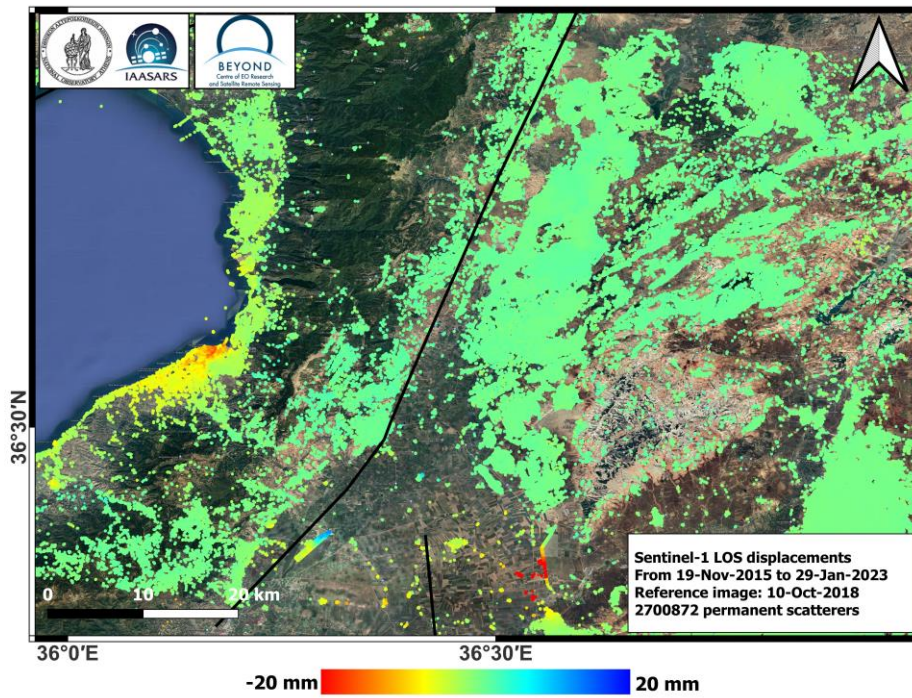 IAASARS
BEYOND
Centre of EO Research
and Satellite Remote Sensing
36°30'N
Sentinel-1 LOS displacements
From 19-Nov-2015 to 29-Jan-2023
Reference image: 10-Oct-2018
2700872 permanent scatterers
0 10 20 km
36°0'E 36°30'E
-20 mm 20 mm